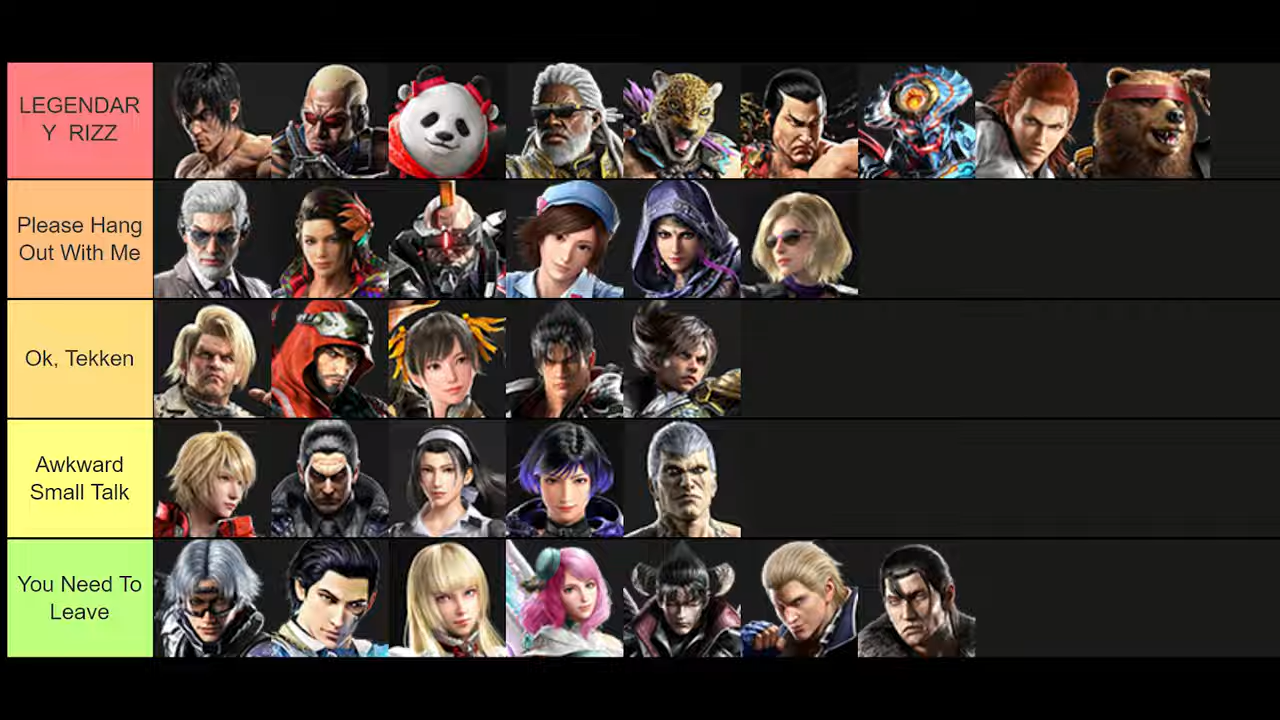 LEGENDAR
Y RIZZ
Please Hang
Out With Me
Ok, Tekken
Awkward
Small Talk
You Need To
Leave